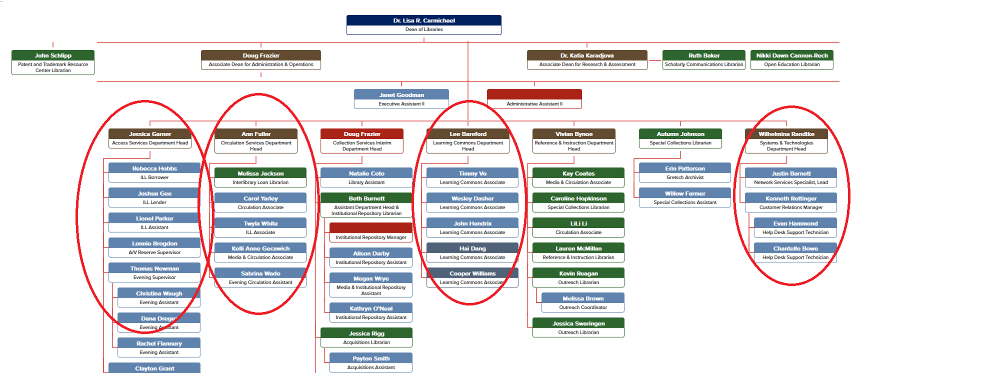 Dr. Lisa R. Carmichael
Dean of Libraries
John Schlipp
Patent and Trademark Resource
Center Librarian
Doug Frazier
Associate Dean for Administration & Operations
Dr. Katia Karadjova
Associate Dean for Research & Assessment
Ruth Baker
Scholarly Communications Librarian
Nikki Dawn Cannon-Rech
Open Education Librarian
Janet Goodman
Executive Assistant II
Administrative Assistant II
Jessica Garner
Access Services Department Head
Rebecca Hobbs
ILL Borrower
Joshua Gee
ILL Lender
Lionel Parker
ILL Assistant
Lonnie Brogdon
A/V Reserve Supervisor
Thomas Newman
Evening Supervisor
Christina Waugh
Evening Assistant
Dana Dreger
Evening Assistant
Rachel Flannery
Evening Assistant
Clayton Grant
Ann Fuller
Circulation Services Department
Head
Melissa Jackson
Interlibrary Loan Librarian
Carol Yarley
Circulation Associate
Twyla White
ILL Associate
Kelli Anne Gecawich
Media & Circulation Associate
Sabrina Wade
Evening Circulation Assistant
Doug Frazier
Collection Services Interim
Department Head
Natalie Coto
Library Assistant
Beth Burnett
Assistant Department Head &
Institutional Repository Librarian
Institutional Repository Manager
Alison Darby
Institutional Repository Assistant
Megan Wrye
Media & Institutional Repository
Assistant
Kathryn O'Neal
Institutional Repository Assistant
Jessica Rigg
Acquisitions Librarian
Payton Smith
Acquisitions Assistant
Lee Bareford
Learning Commons Department
Head
Timmy Vo
Learning Commons Associate
Wesley Dasher
Learning Commons Associate
John Hendrix
Learning Commons Associate
Hai Dang
Learning Commons Associate
Cooper Williams
Learning Commons Associate
Vivian Bynoe
Reference & Instruction Department
Head
Kay Coates
Media & Circulation Associate
Caroline Hopkinson
Special Collections Librarian
LiLi Li
Circulation Associate
Lauren McMillan
Reference & Instruction Librarian
Kevin Reagan
Outreach Librarian
Melissa Brown
Outreach Coordinator
Jessica Swaringen
Outreach Librarian
Autumn Johnson
Special Collections Librarian
Erin Patterson
Gretsch Archivist
Willow Farmer
Special Collections Assistant
Wilhelmina Randtke
Systems & Technologies
Department Head
Justin Barnett
Network Services Specialist, Lead
Kenneth Rettinger
Customer Relations Manager
Evan Hammond
Help Desk Support Technician
Chantelle Bowe
Help Desk Support Technician